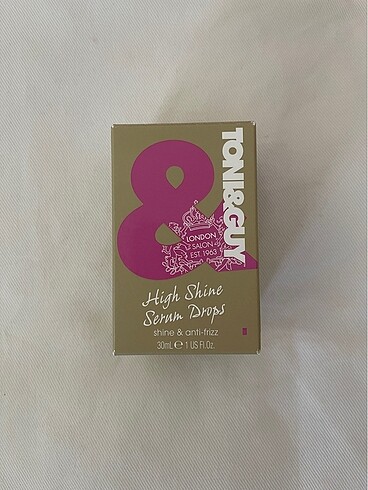 &
TONI&GUY
LONDON
SALON
EST 1963
High Shine
Serum Drops
shine & anti-frizz
30mL ℮ 1 US Fl.Oz.